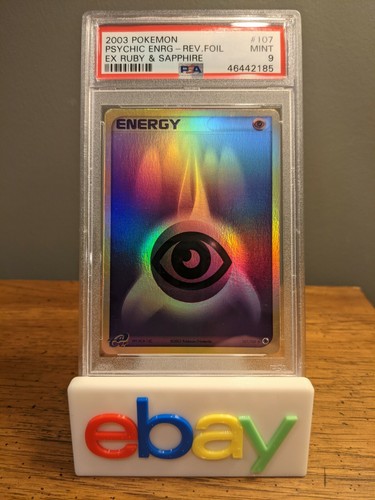 2003 POKEMON #107
PSYCHIC ENRG - REV.FOIL MINT
EX RUBY & SAPPHIRE 9
PSA 46442185
ENERGY
ebay